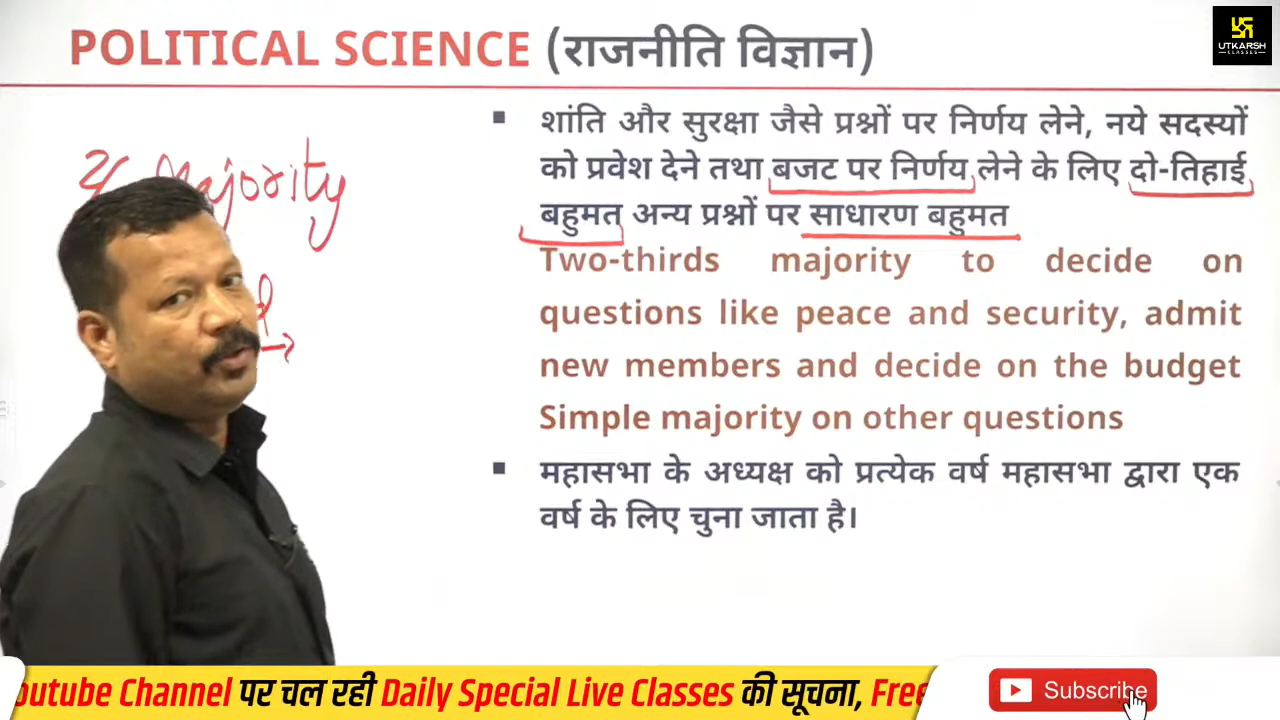 POLITICAL SCIENCE (राजनीति विज्ञान)
UTKARSH
CLASSES
Majority
शांति और सुरक्षा जैसे प्रश्नों पर निर्णय लेने, नये सदस्यों
को प्रवेश देने तथा बजट पर निर्णय लेने के लिए दो-तिहाई
बहुमत अन्य प्रश्नों पर साधारण बहुमत
Two-thirds majority to decide on
questions like peace and security, admit
new members and decide on the budget
Simple majority on other questions
महासभा के अध्यक्ष को प्रत्येक वर्ष महासभा द्वारा एक
वर्ष के लिए चुना जाता है।
outube Channel पर चल रही Daily Special Live Classes की सूचना, Free
Subscribe